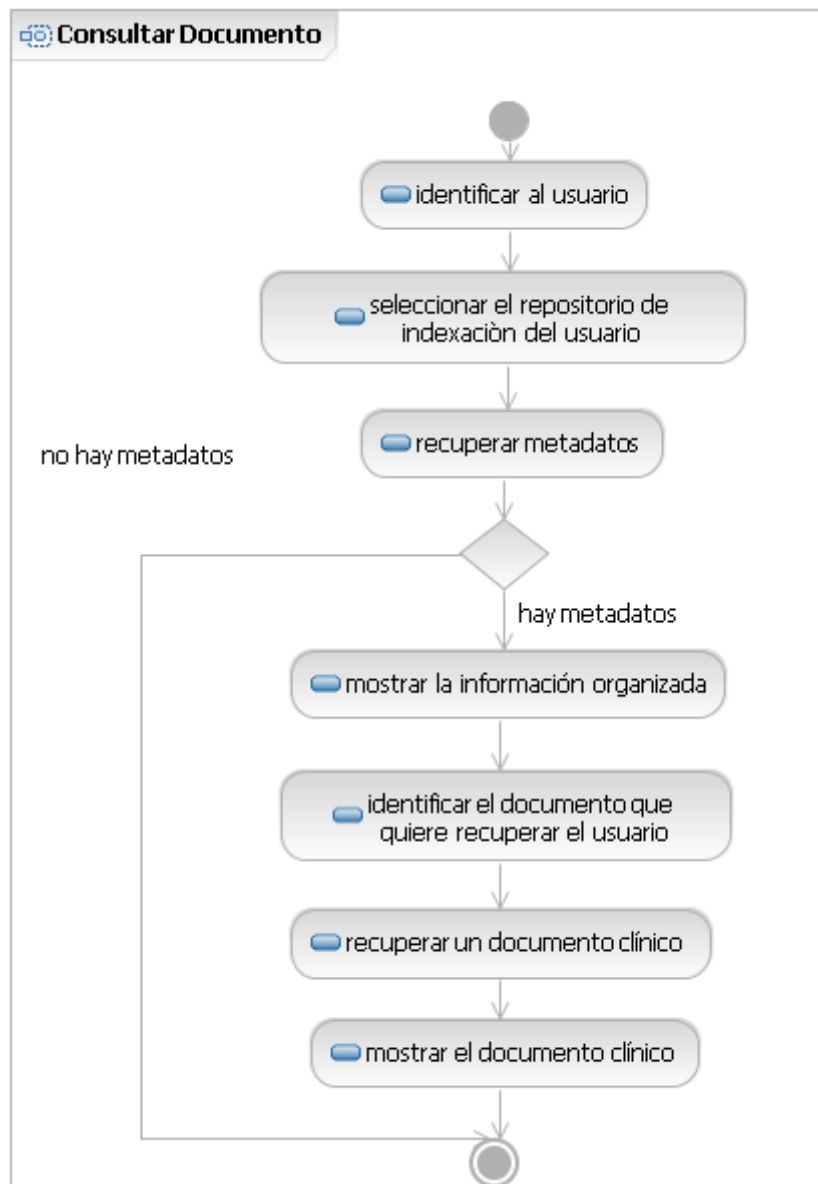 Consultar Documento
identificar al usuario
seleccionar el repositorio de
indexaciòn del usuario
recuperar metadatos
no hay metadatos
hay metadatos
mostrar la información organizada
identificar el documento que
quiere recuperar el usuario
recuperar un documento clínico
mostrar el documento clínico